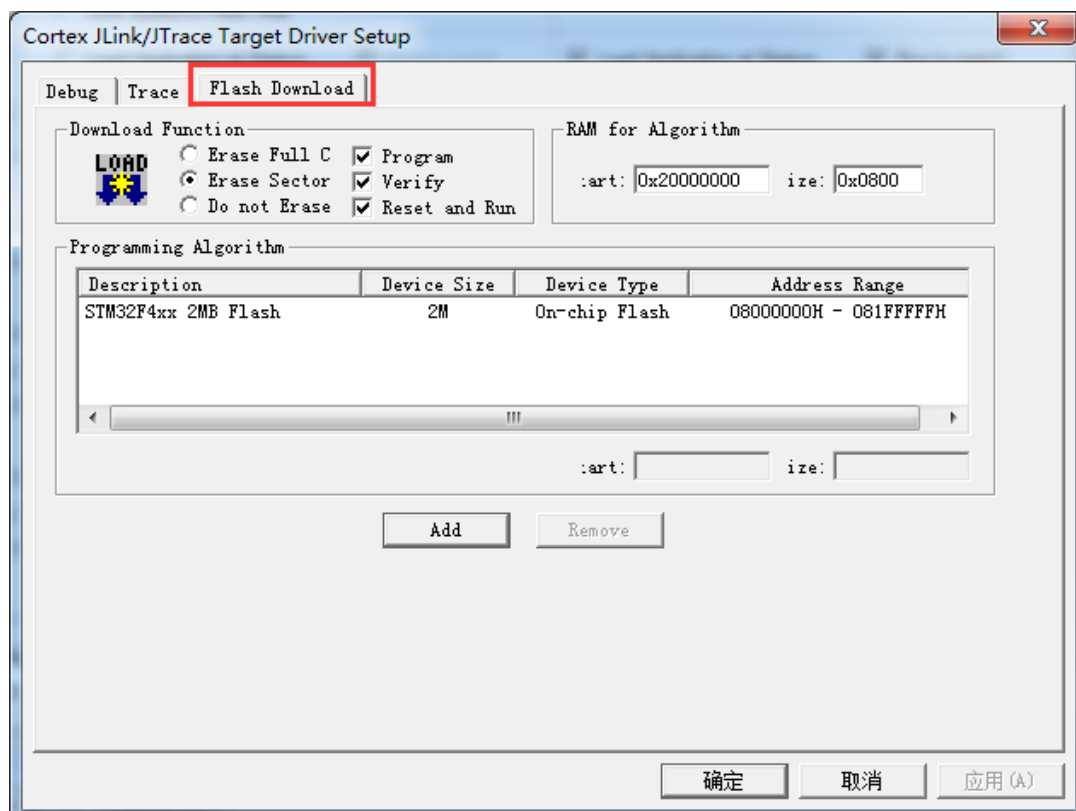 Cortex JLink/JTrace Target Driver Setup
Debug Trace Flash Download
Download Function
LOAD
Erase Full C
Erase Sector
Do not Erase
Program
Verify
Reset and Run
RAM for Algorithm
:art: 0x20000000 ize: 0x0800
Programming Algorithm
Description Device Size Device Type Address Range
STM32F4xx 2MB Flash 2M On-chip Flash 08000000H - 081FFFFFH
:art: ize:
Add Remove
确定 取消 应用(A)